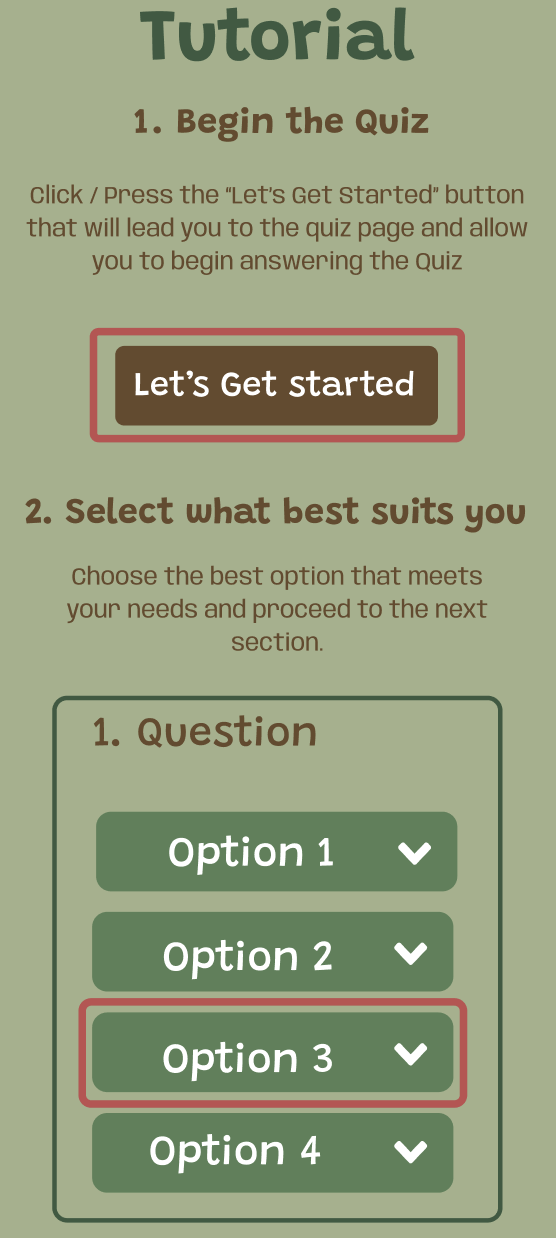 Tutorial
1. Begin the Quiz
Click / Press the "Let's Get Started" button
that will lead you to the quiz page and allow
you to begin answering the Quiz
Let's Get started
2. Select what best suits you
Choose the best option that meets
your needs and proceed to the next
section.
1. Question
Option 1
Option 2
Option 3
Option 4